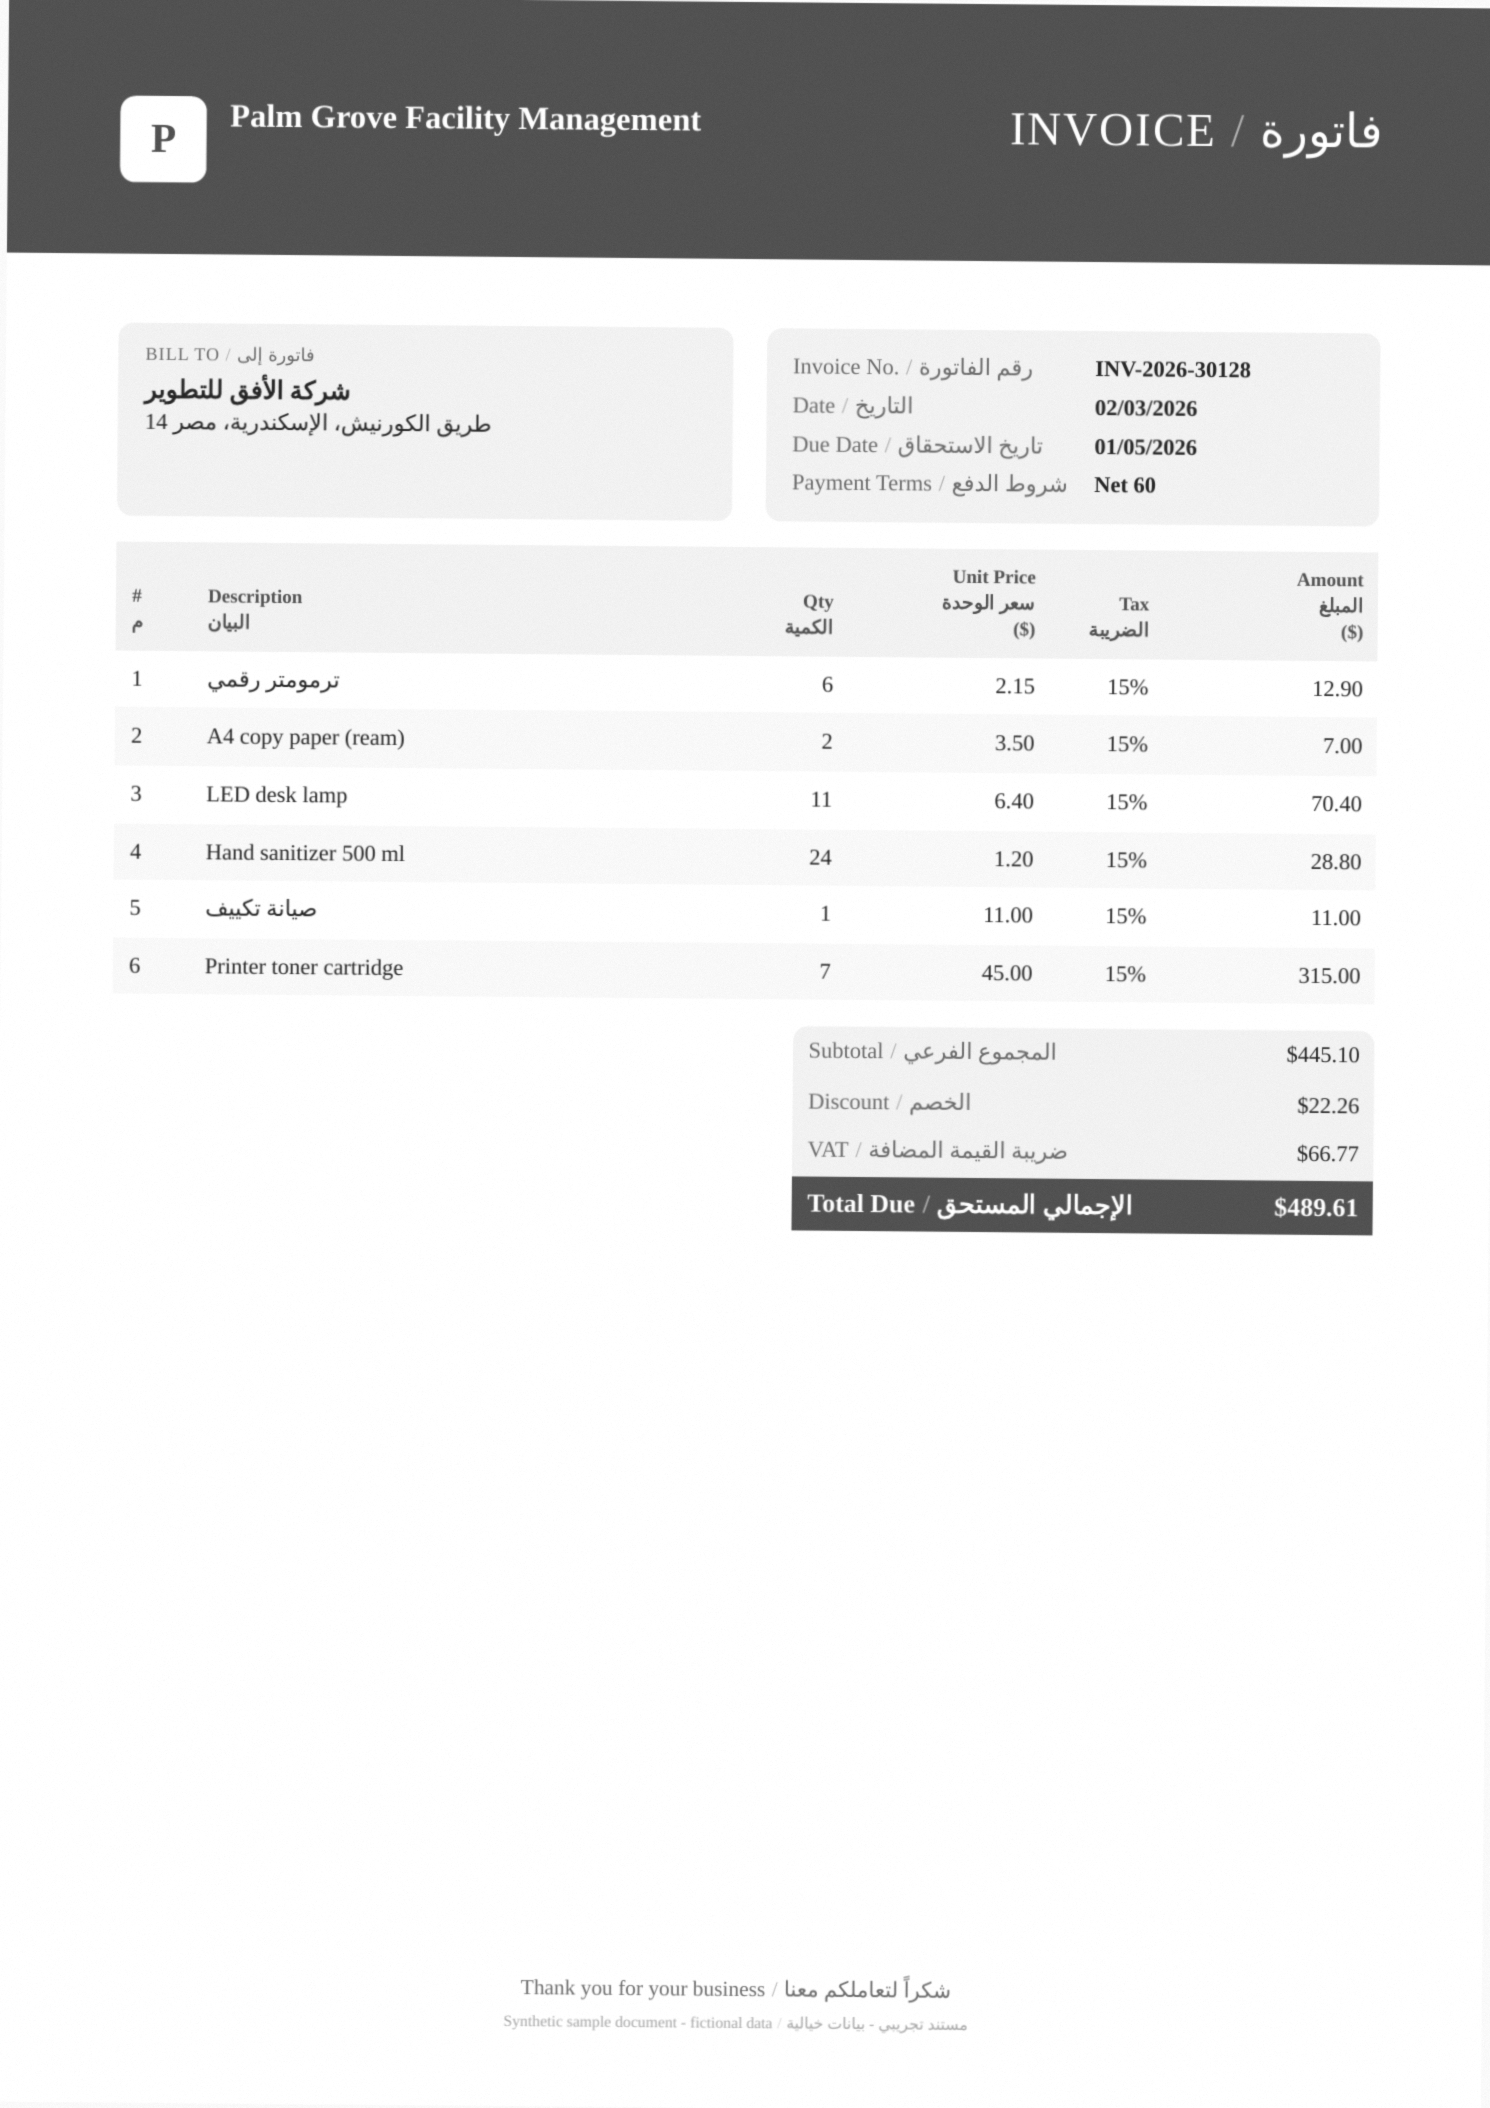 P
Palm Grove Facility Management
INVOICE / فاتورة
BILL TO / فاتورة إلى
شركة الأفق للتطوير
14 طريق الكورنيش، الإسكندرية، مصر
Invoice No. / رقم الفاتورة INV-2026-30128
Date / التاريخ 02/03/2026
Due Date / تاريخ الاستحقاق 01/05/2026
Payment Terms / شروط الدفع Net 60
# Description Qty Unit Price Tax Amount
م البيان الكمية سعر الوحدة الضريبة المبلغ
($) ($)
1 ترمومتر رقمي 6 2.15 15% 12.90
2 A4 copy paper (ream) 2 3.50 15% 7.00
3 LED desk lamp 11 6.40 15% 70.40
4 Hand sanitizer 500 ml 24 1.20 15% 28.80
5 صيانة تكييف 1 11.00 15% 11.00
6 Printer toner cartridge 7 45.00 15% 315.00
Subtotal / المجموع الفرعي $445.10
Discount / الخصم $22.26
VAT / ضريبة القيمة المضافة $66.77
Total Due / الإجمالي المستحق $489.61
Thank you for your business / شكراً لتعاملكم معنا
Synthetic sample document - fictional data / مستند تجريبي - بيانات خيالية